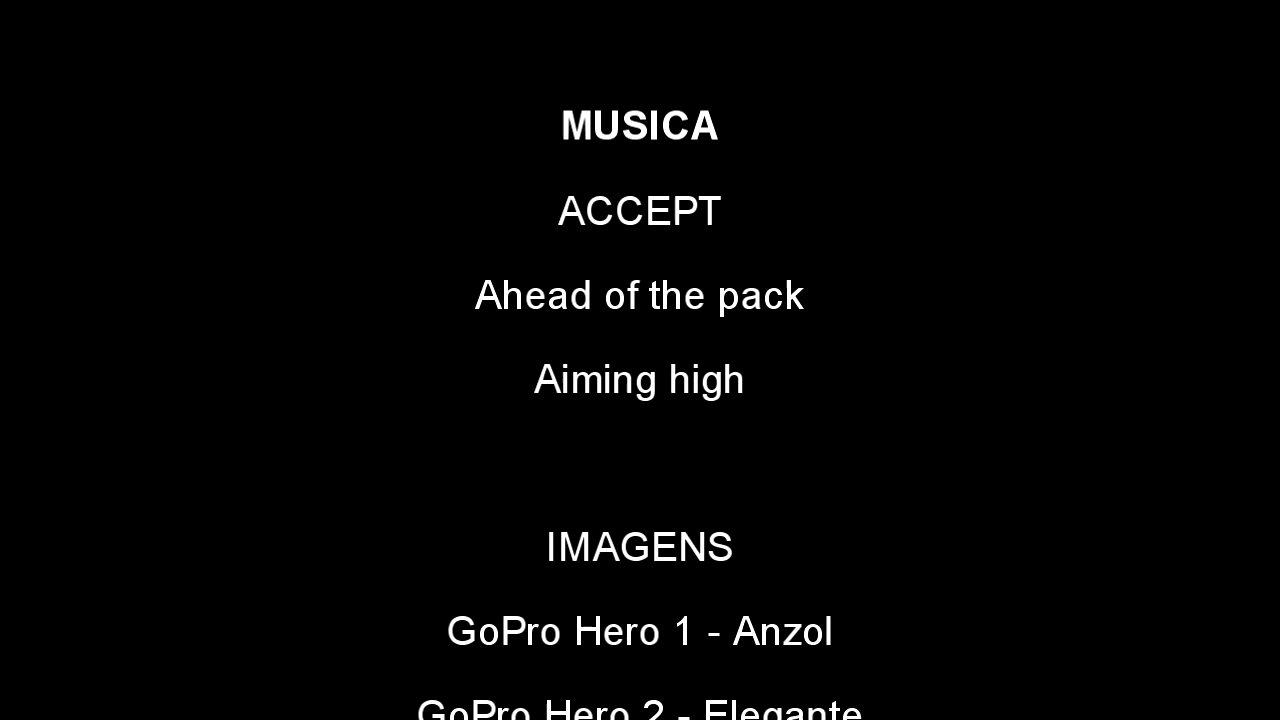 MUSICA
ACCEPT
Ahead of the pack
Aiming high
IMAGENS
GoPro Hero 1 - Anzol
GoPro Hero 2 - Elegante